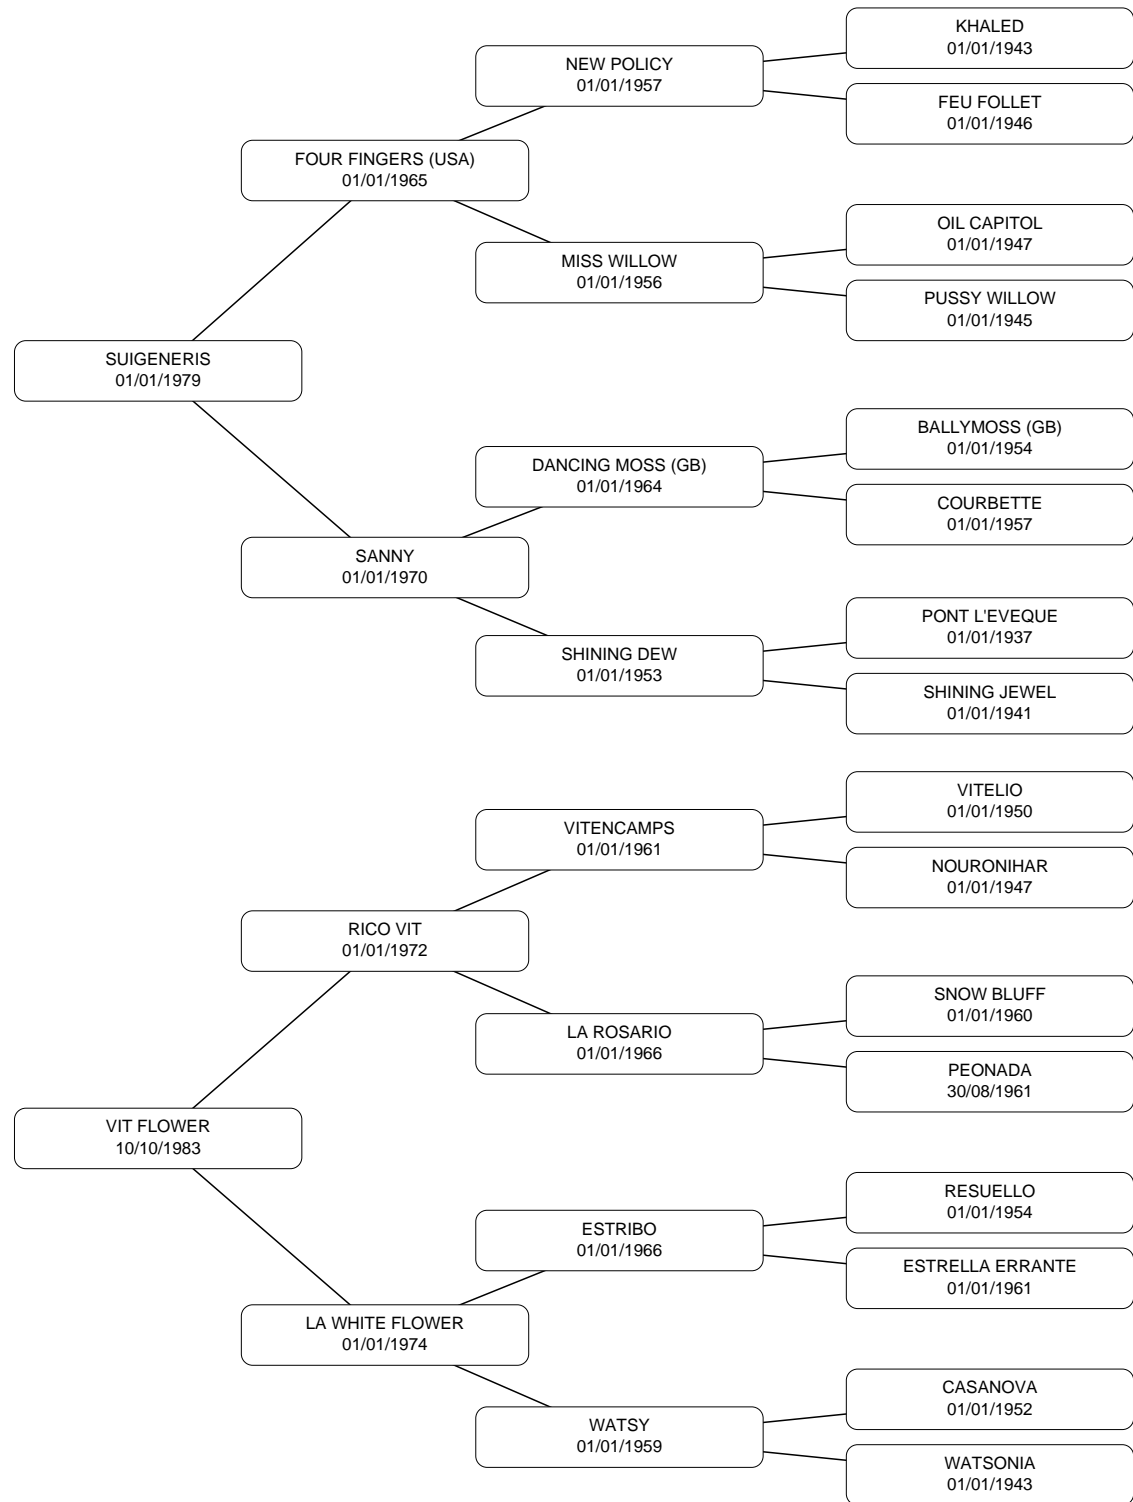 KHALED
01/01/1943
NEW POLICY
01/01/1957
FEU FOLLET
01/01/1946
FOUR FINGERS (USA)
01/01/1965
OIL CAPITOL
01/01/1947
MISS WILLOW
01/01/1956
PUSSY WILLOW
01/01/1945
SUIGENERIS
01/01/1979
BALLYMOSS (GB)
01/01/1954
DANCING MOSS (GB)
01/01/1964
COURBETTE
01/01/1957
SANNY
01/01/1970
PONT L'EVEQUE
01/01/1937
SHINING DEW
01/01/1953
SHINING JEWEL
01/01/1941
VITELIO
01/01/1950
VITENCAMPS
01/01/1961
NOURONIHAR
01/01/1947
RICO VIT
01/01/1972
SNOW BLUFF
01/01/1960
LA ROSARIO
01/01/1966
PEONADA
30/08/1961
VIT FLOWER
10/10/1983
RESUELLO
01/01/1954
ESTRIBO
01/01/1966
ESTRELLA ERRANTE
01/01/1961
LA WHITE FLOWER
01/01/1974
CASANOVA
01/01/1952
WATSY
01/01/1959
WATSONIA
01/01/1943